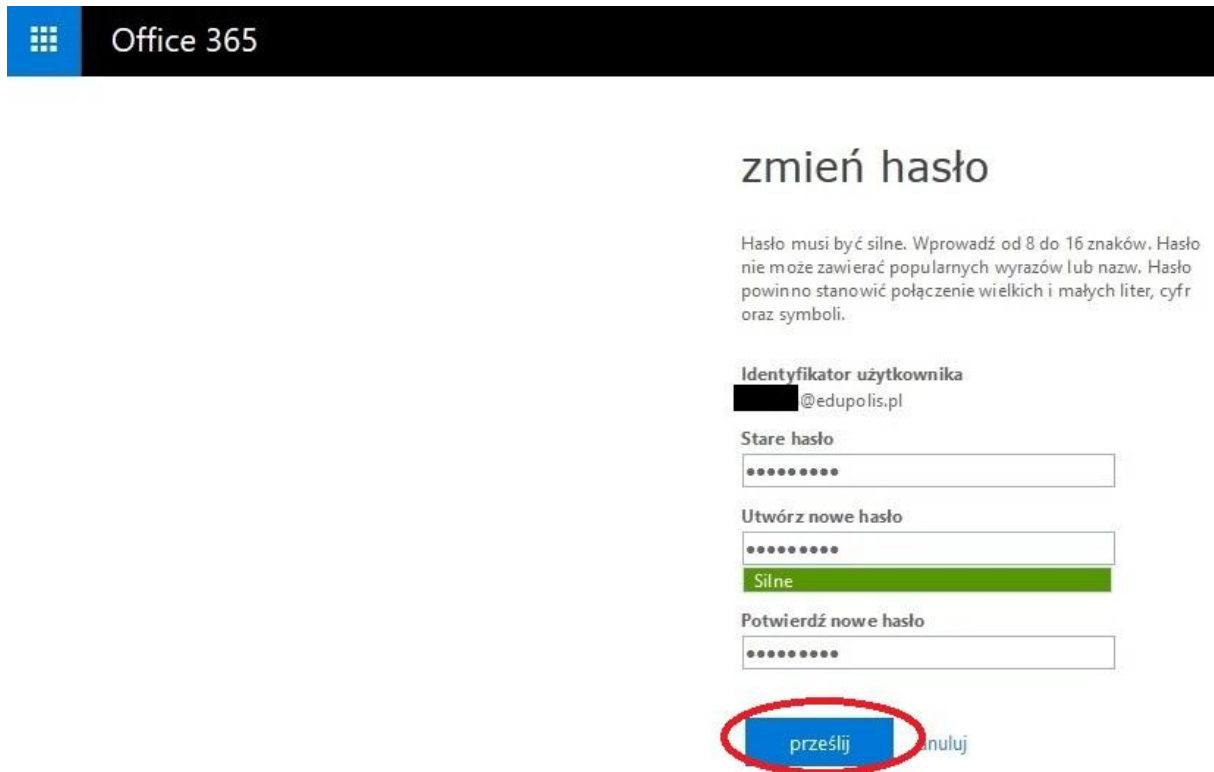 Office 365
zmień hasło
Hasło musi być silne. Wprowadź od 8 do 16 znaków. Hasło
nie może zawierać popularnych wyrazów lub nazw. Hasło
powinno stanowić połączenie wielkich i małych liter, cyfr
oraz symboli.
Identyfikator użytkownika
@edupolis.pl
Stare hasło
•••••••••
Utwórz nowe hasło
•••••••••
Silne
Potwierdź nowe hasło
•••••••••
prześlij anuluj